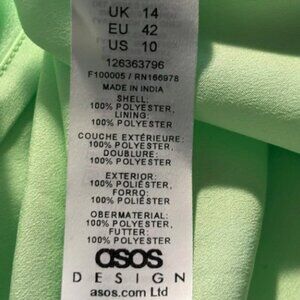 UK 14
EU 42
US 10
126363796
F100005 / RN166978
MADE IN INDIA
SHELL:
100% POLYESTER,
LINING:
100% POLYESTER
COUCHE EXTÉRIEURE:
100% POLYESTER,
DOUBLURE:
100% POLYESTER
EXTERIOR:
100% POLIÉSTER,
FORRO:
100% POLIÉSTER
OBERMATERIAL:
100% POLYESTER,
FUTTER:
100% POLYESTER
asos
DESIGN
asos.com Ltd